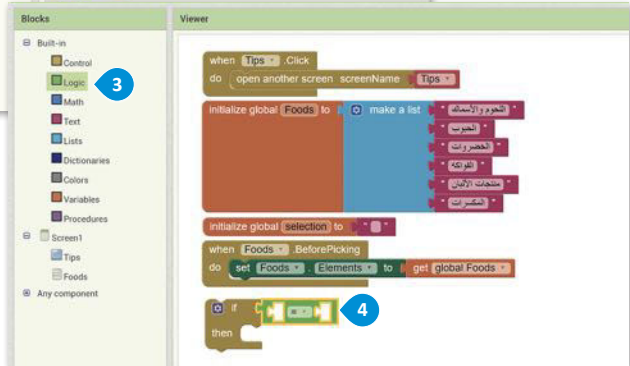 Blocks
Viewer
Built-in
Control
Logic
3
Math
Text
Lists
Dictionaries
Colors
Variables
Procedures
Screen1
Tips
Foods
Any component
when Tips .Click
do open another screen screenName Tips
initialize global Foods to make a list " اللحوم والأسماك "
" الحبوب "
" الخضروات "
" الفواكه "
" منتجات الألبان "
" المكسرات "
initialize global selection to " "
when Foods .BeforePicking
do set Foods . Elements to get global Foods
if = 4
then